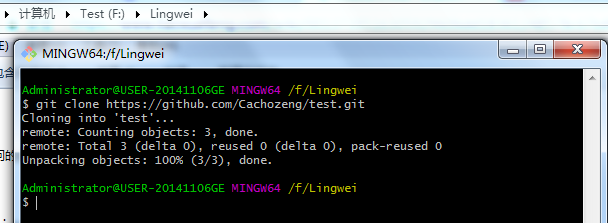 计算机 ▸ Test (F:) ▸ Lingwei ▸
MINGW64:/f/Lingwei
Administrator@USER-20141106GE MINGW64 /f/Lingwei
$ git clone https://github.com/Cachozeng/test.git
Cloning into 'test'...
remote: Counting objects: 3, done.
remote: Total 3 (delta 0), reused 0 (delta 0), pack-reused 0
Unpacking objects: 100% (3/3), done.
Administrator@USER-20141106GE MINGW64 /f/Lingwei
$